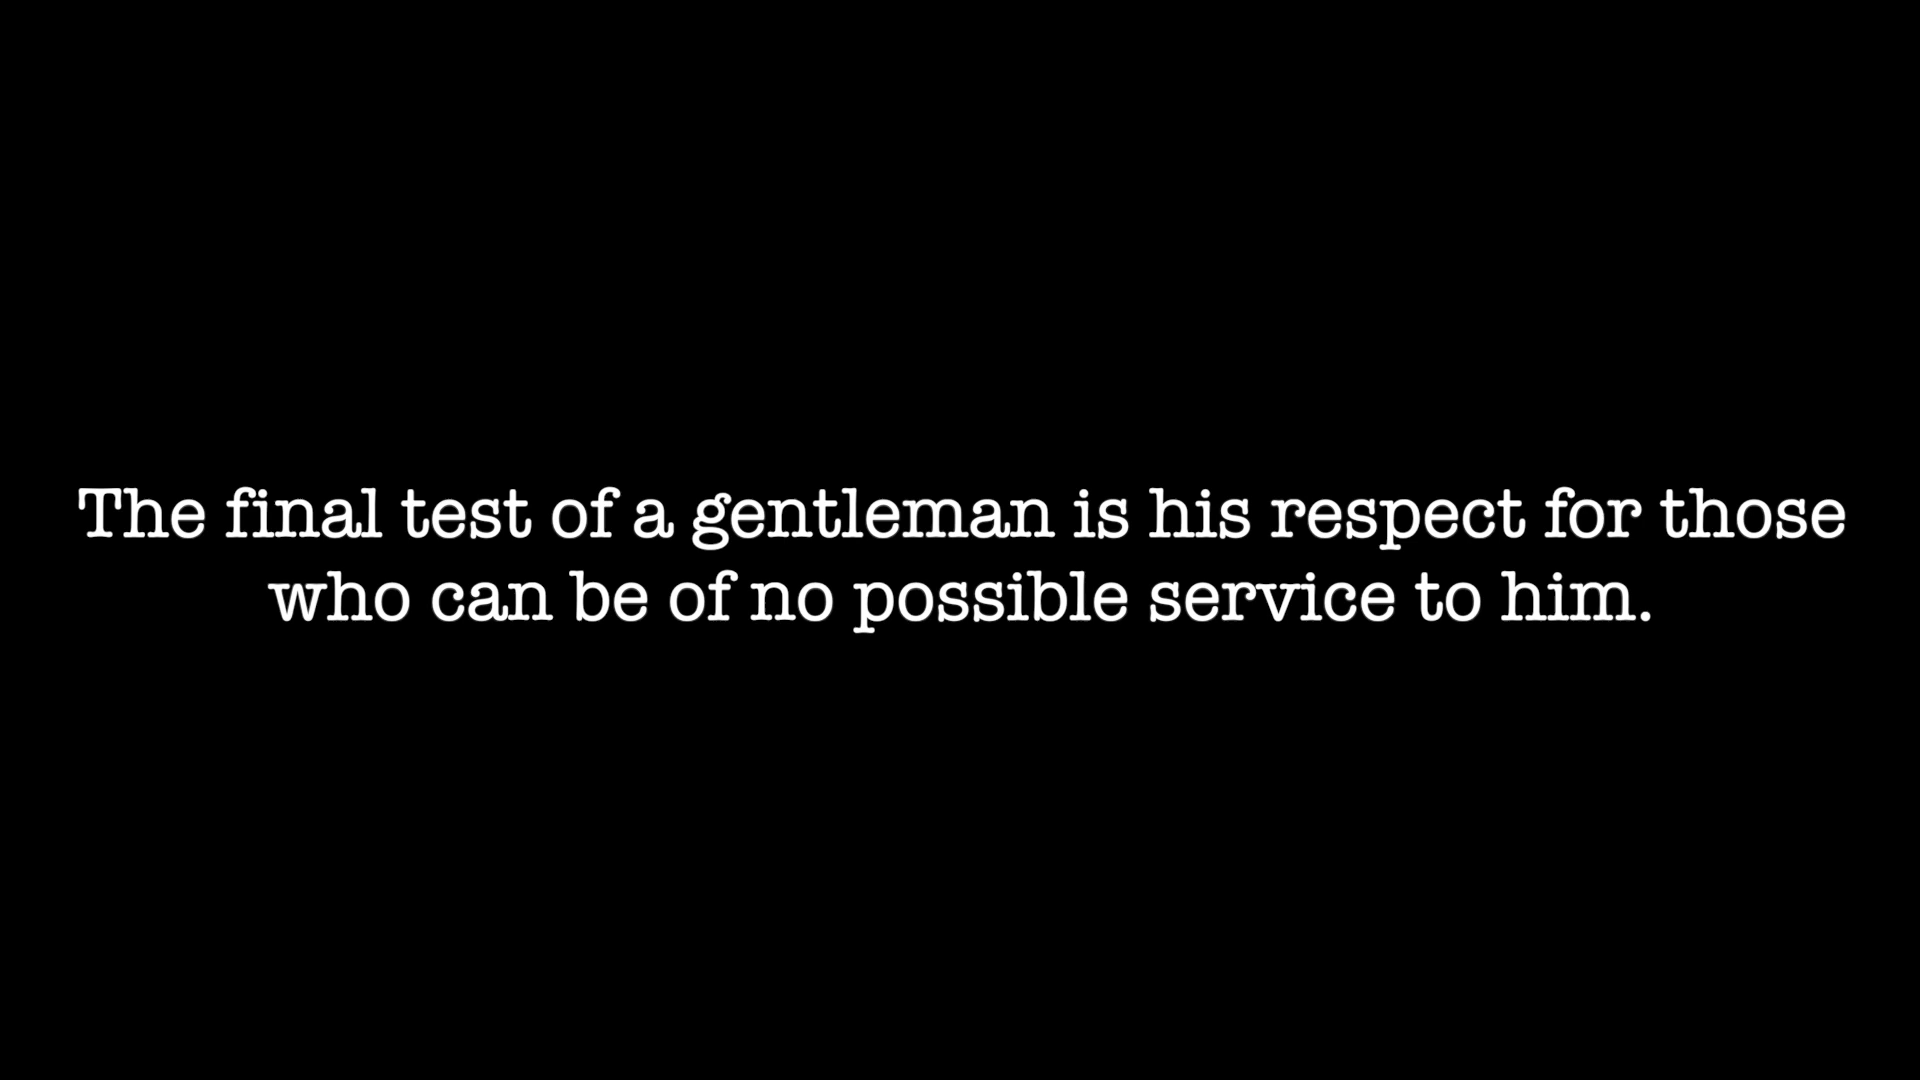 The final test of a gentleman is his respect for those
who can be of no possible service to him.